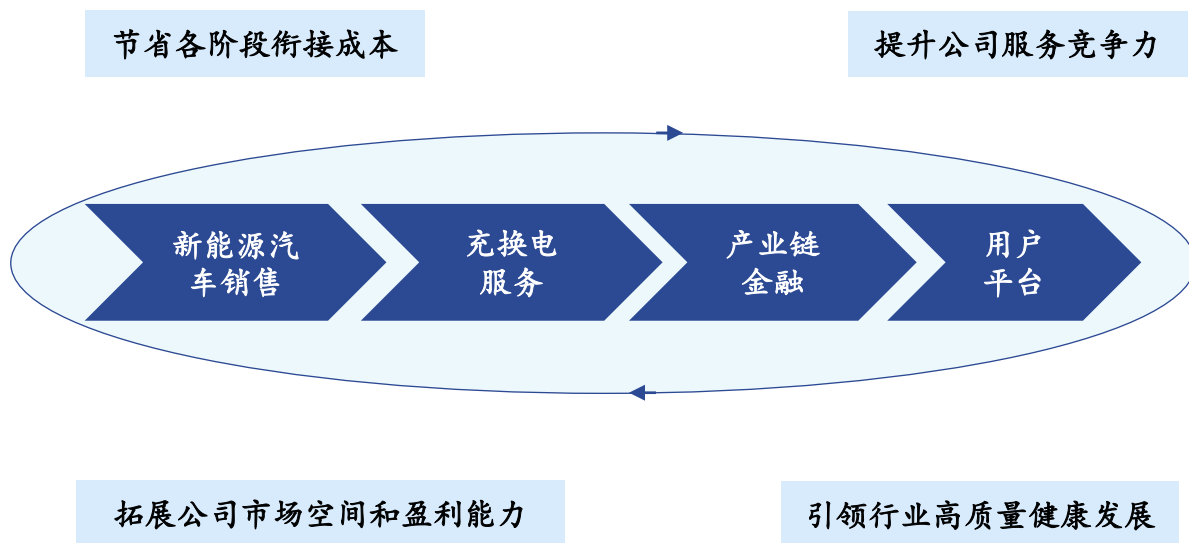 节省各阶段衔接成本
提升公司服务竞争力
新能源汽
车销售
充换电
服务
产业链
金融
用户
平台
拓展公司市场空间和盈利能力
引领行业高质量健康发展